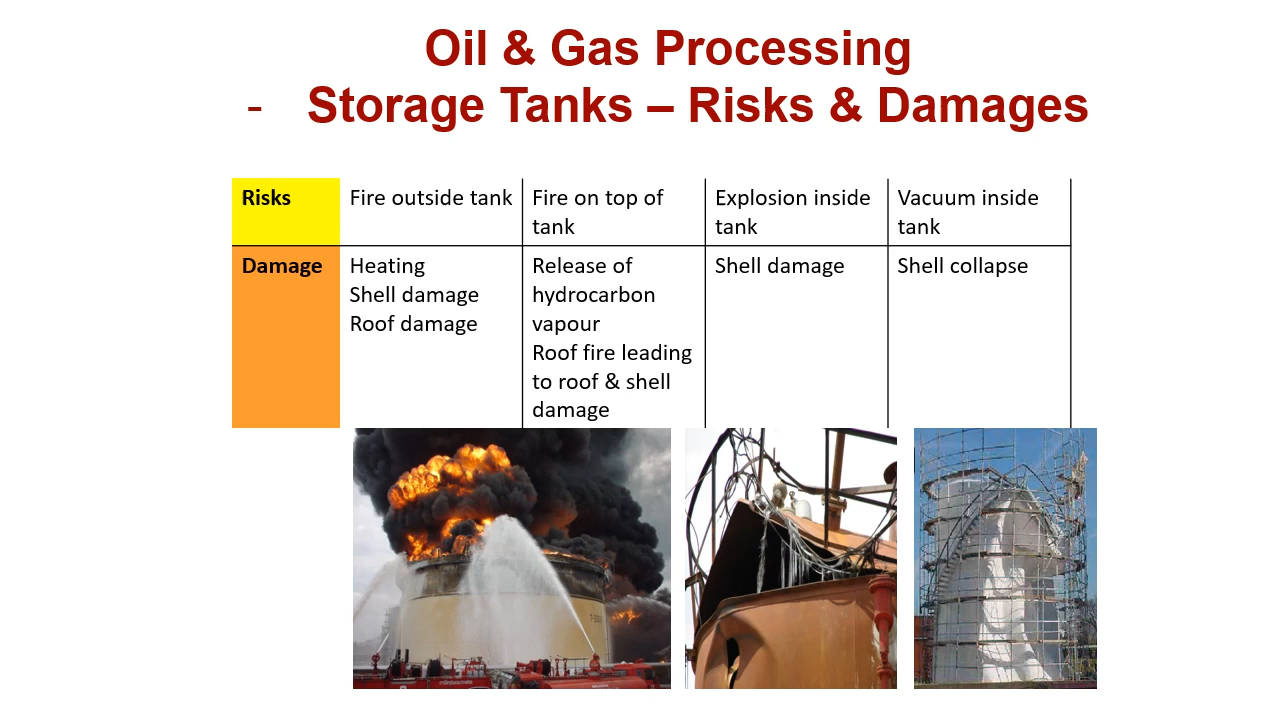 Oil & Gas Processing
- Storage Tanks – Risks & Damages
Risks
Fire outside tank
Fire on top of
tank
Explosion inside
tank
Vacuum inside
tank
Damage
Heating
Shell damage
Roof damage
Release of
hydrocarbon
vapour
Roof fire leading
to roof & shell
damage
Shell damage
Shell collapse